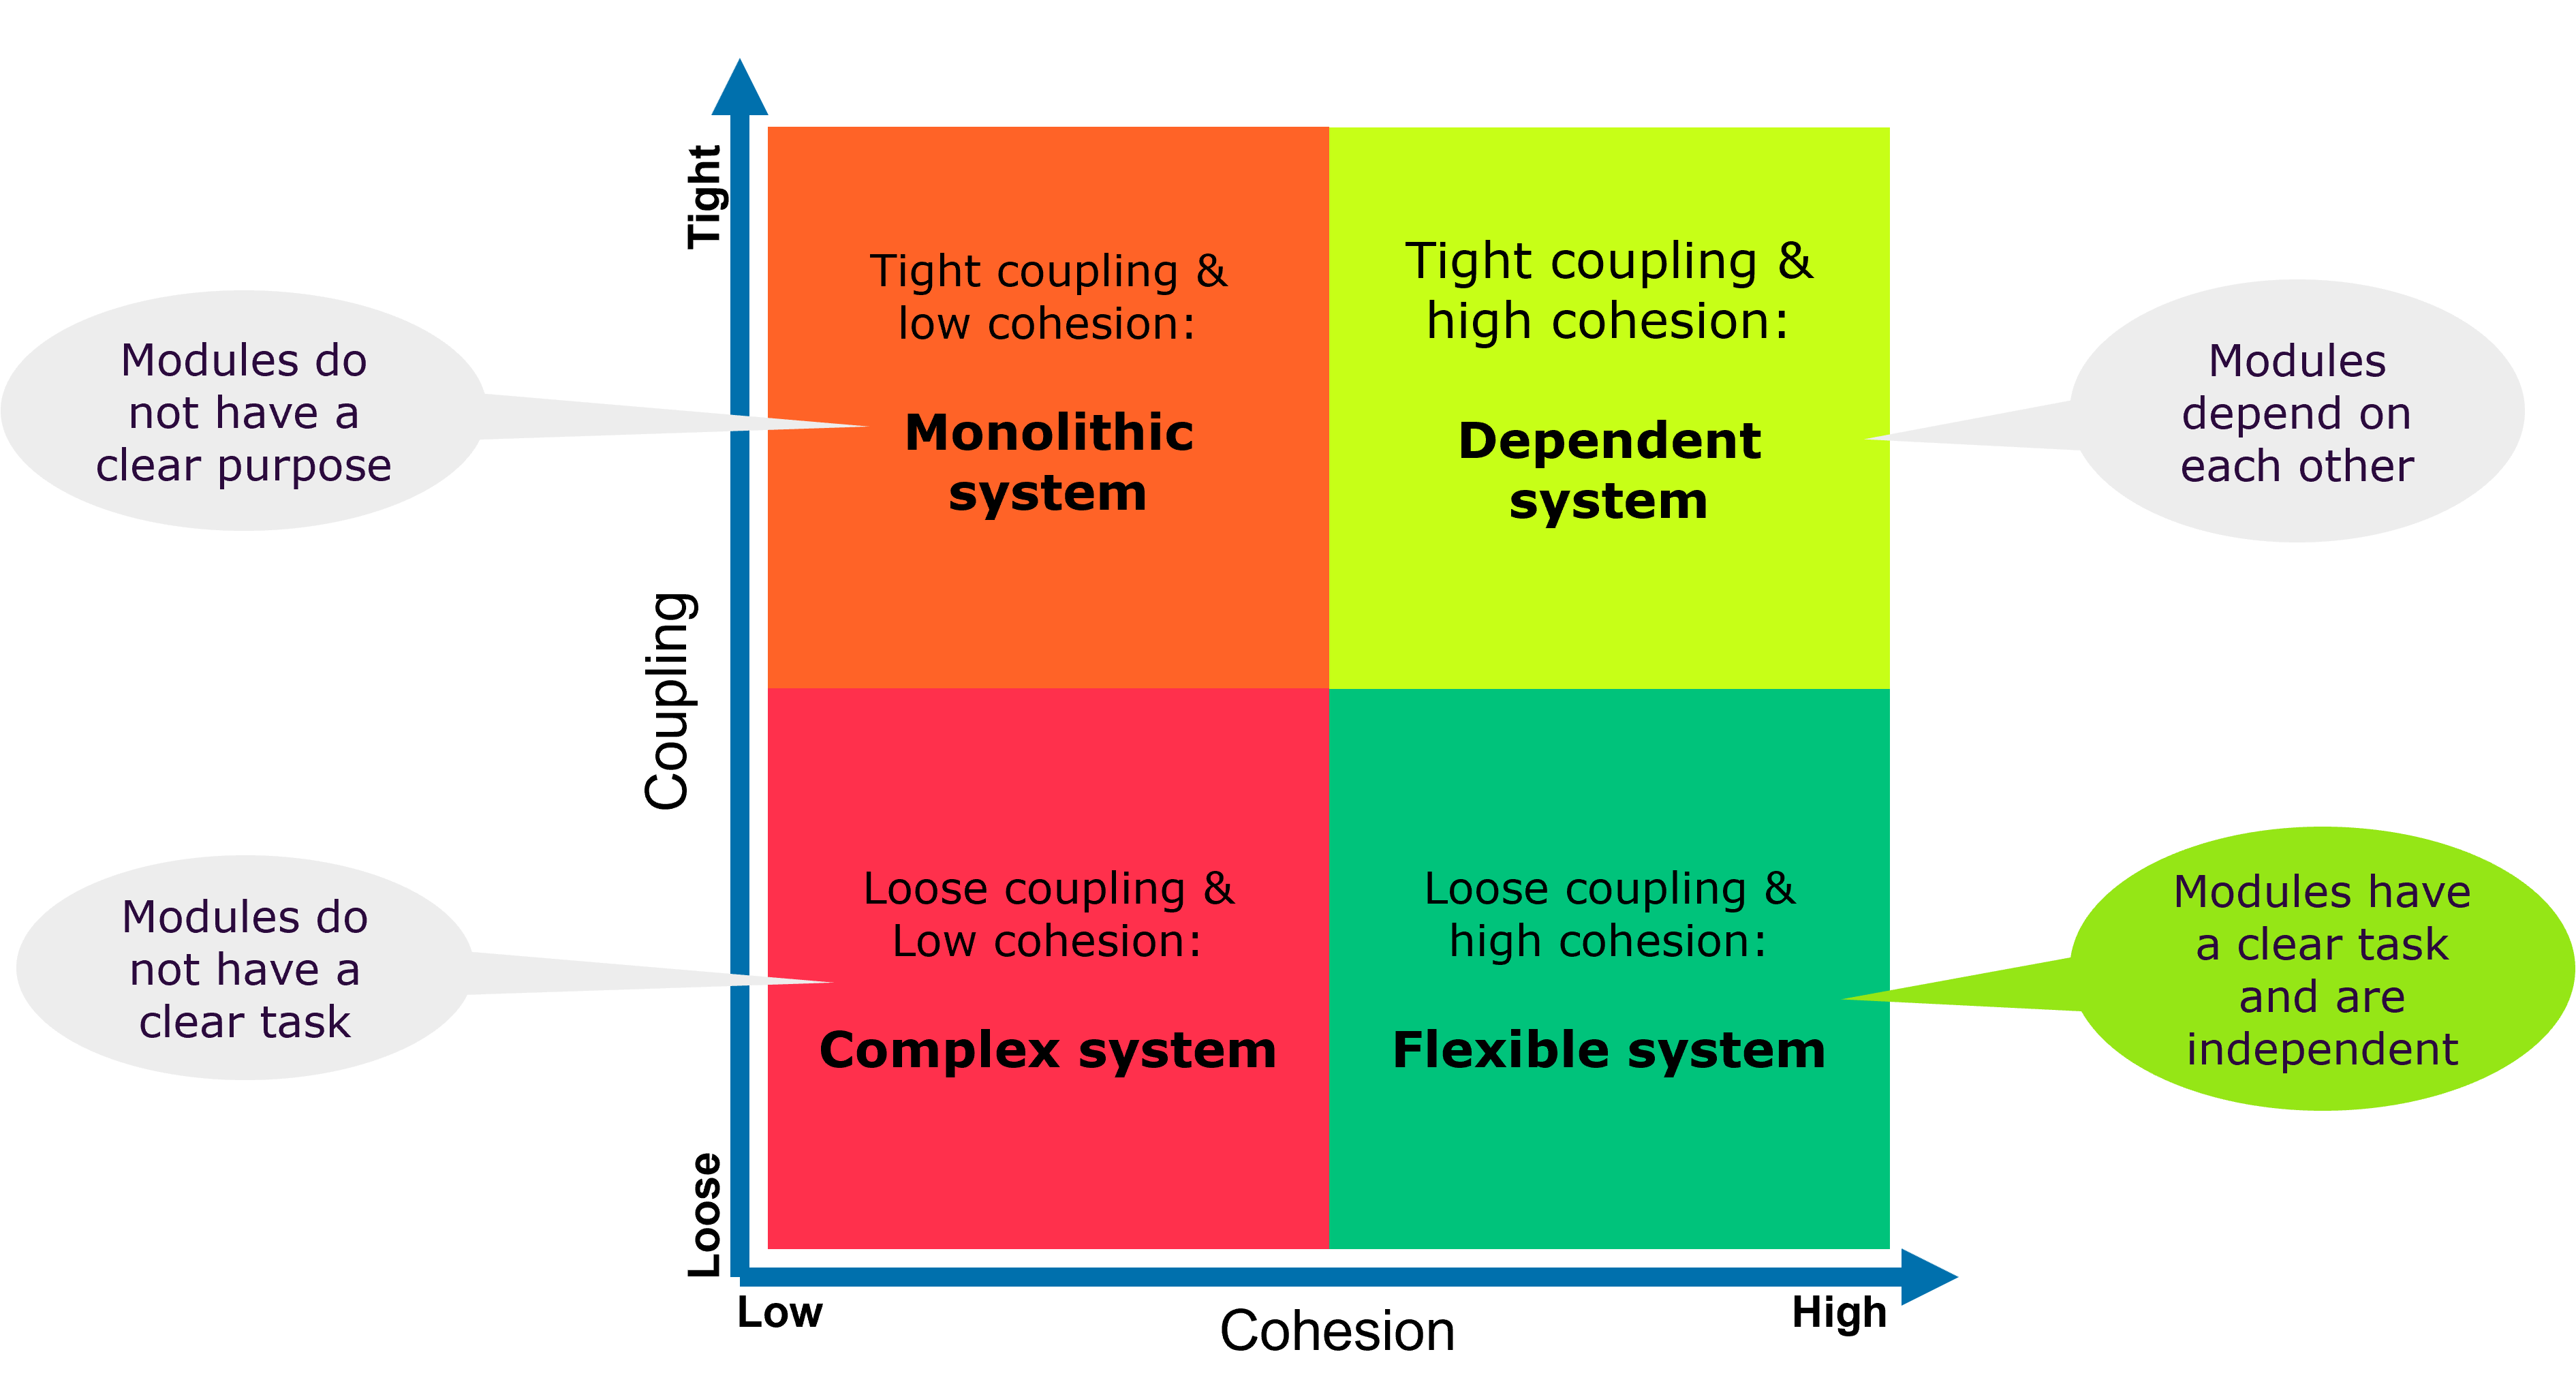 Tight
Coupling
Loose
Low
Cohesion
High
Modules do
not have a
clear purpose
Tight coupling &
low cohesion:
Monolithic
system
Tight coupling &
high cohesion:
Dependent
system
Modules
depend on
each other
Modules do
not have a
clear task
Loose coupling &
Low cohesion:
Complex system
Loose coupling &
high cohesion:
Flexible system
Modules have
a clear task
and are
independent